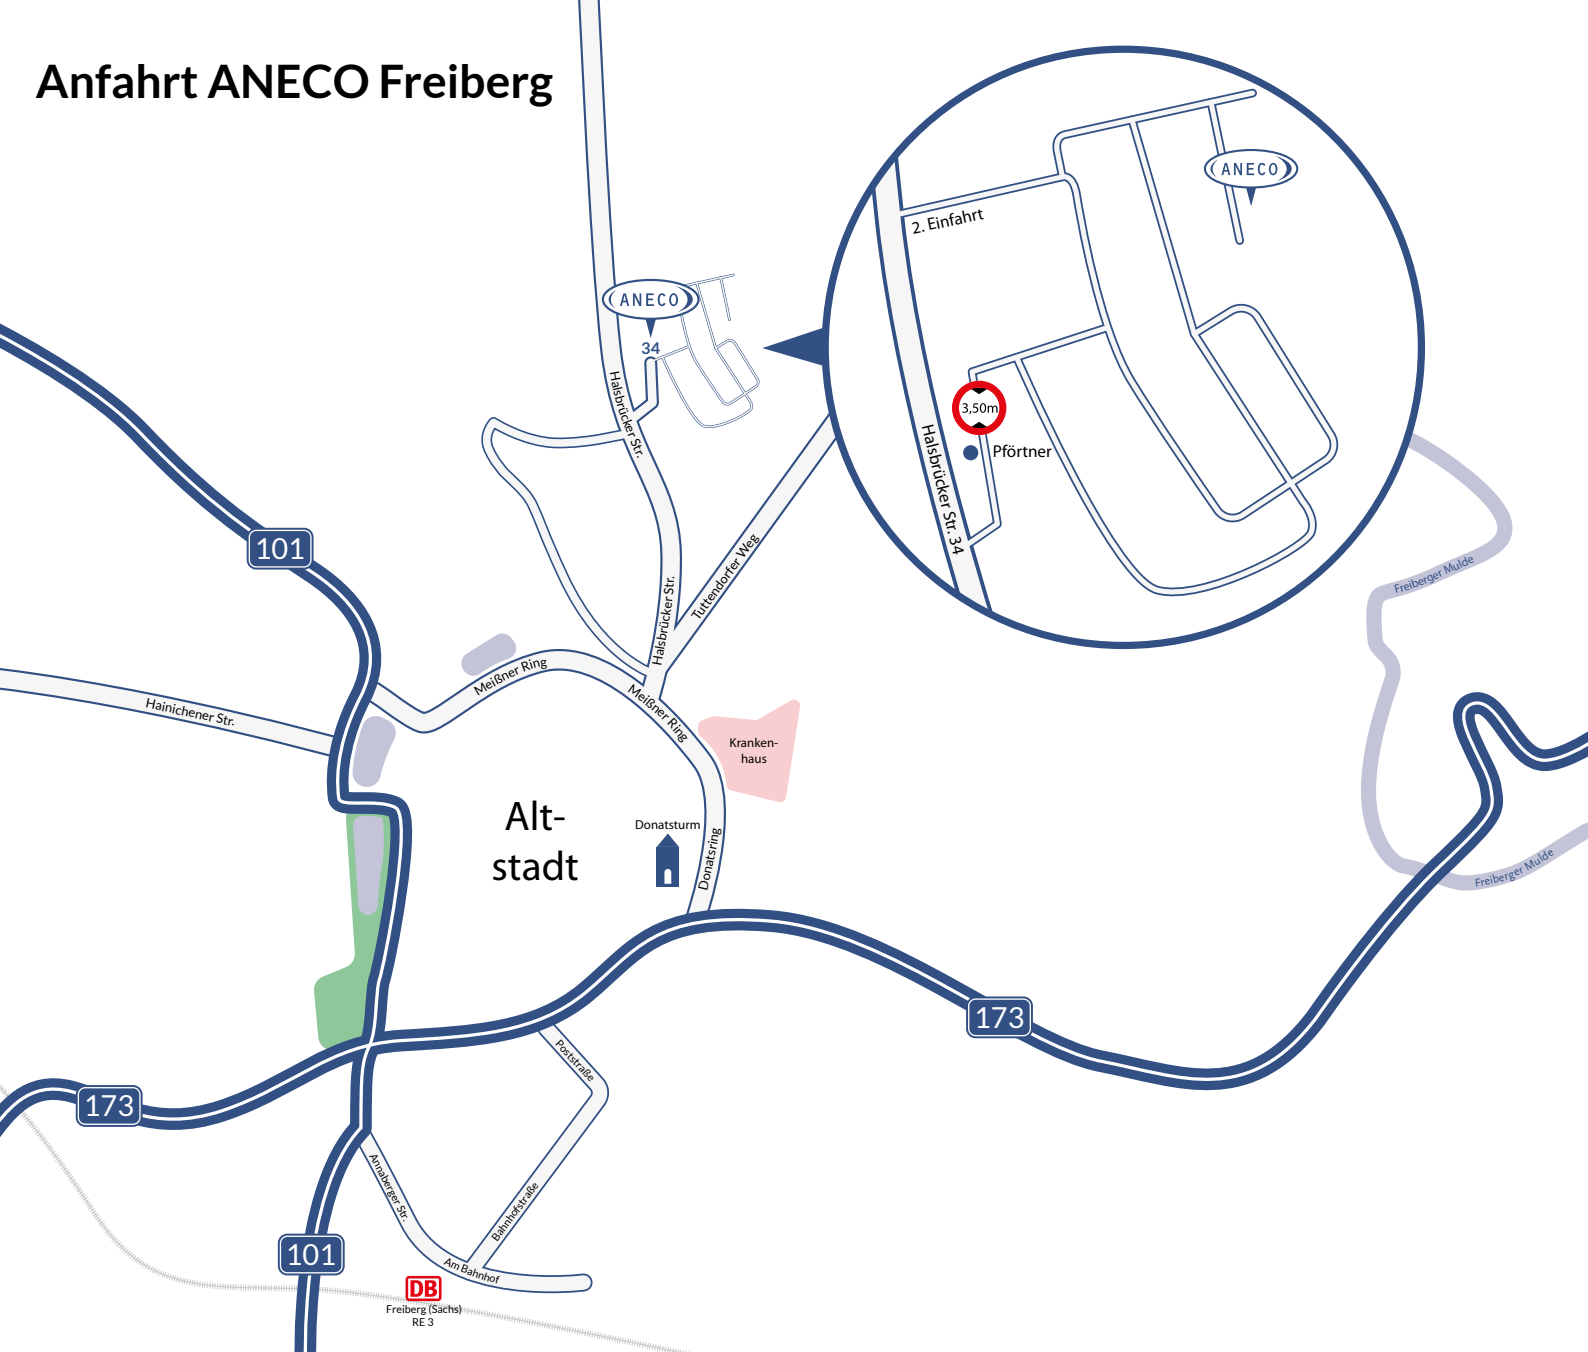 Anfahrt ANECO Freiberg
ANECO
2. Einfahrt
ANECO
34
Halsbrücker Str.
3,50m
Pförtner
Halsbrücker Str. 34
101
Tuttendorfer Weg
Freiberger Mulde
Halsbrücker Str.
Meißner Ring
Meißner Ring
Hainichener Str.
Kranken-
haus
Alt-
stadt
Donatsturm
Donatsring
Freiberger Mulde
173
Poststraße
173
Annaberger Str.
Bahnhofstraße
101
Am Bahnhof
DB
Freiberg (Sachs)
RE 3